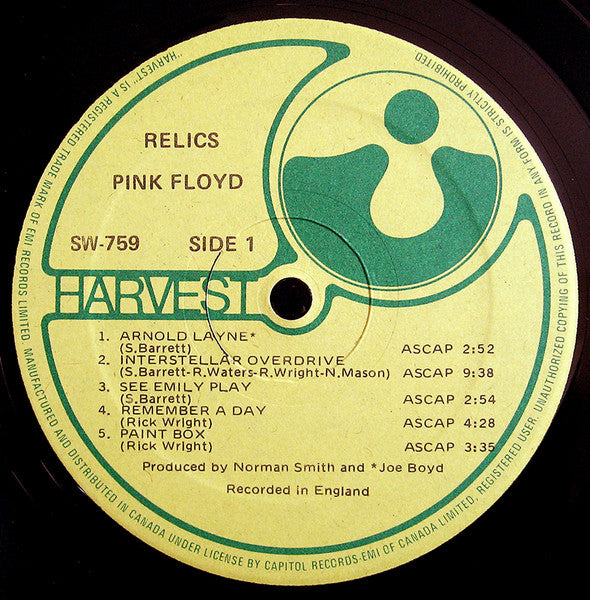 RELICS
PINK FLOYD
SW-759 SIDE 1
HARVEST
1. ARNOLD LAYNE* 
(S.Barrett) ASCAP 2:52
2. INTERSTELLAR OVERDRIVE
(S.Barrett-R.Waters-R.Wright-N.Mason) ASCAP 9:38
3. SEE EMILY PLAY
(S.Barrett) ASCAP 2:54
4. REMEMBER A DAY
(Rick Wright) ASCAP 4:28
5. PAINT BOX
(Rick Wright) ASCAP 3:35
Produced by Norman Smith and *Joe Boyd
Recorded in England
"HARVEST" IS A REGISTERED TRADE MARK OF EMI RECORDS LIMITED. MANUFACTURED AND DISTRIBUTED IN CANADA UNDER LICENSE BY CAPITOL RECORDS-EMI OF CANADA LIMITED, REGISTERED USER. UNAUTHORIZED COPYING OF THIS RECORD IN ANY FORM IS STRICTLY PROHIBITED.